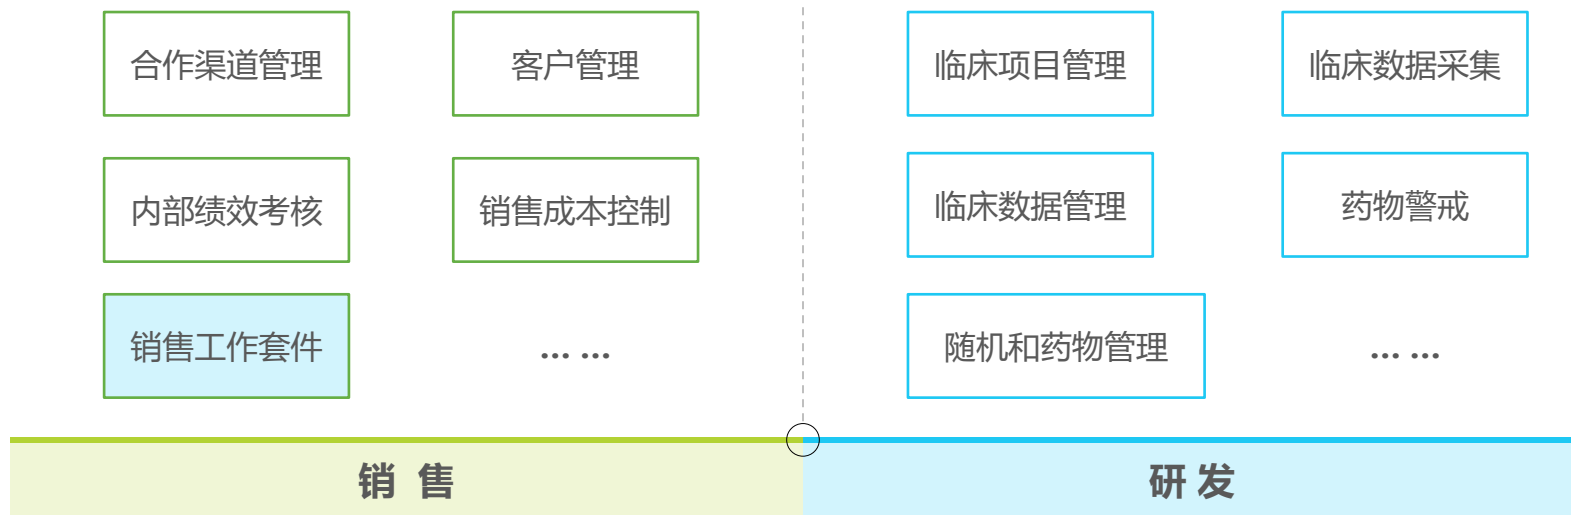 合作渠道管理
客户管理
临床项目管理
临床数据采集
内部绩效考核
销售成本控制
临床数据管理
药物警戒
销售工作套件
... ...
随机和药物管理
... ...
销 售
研 发